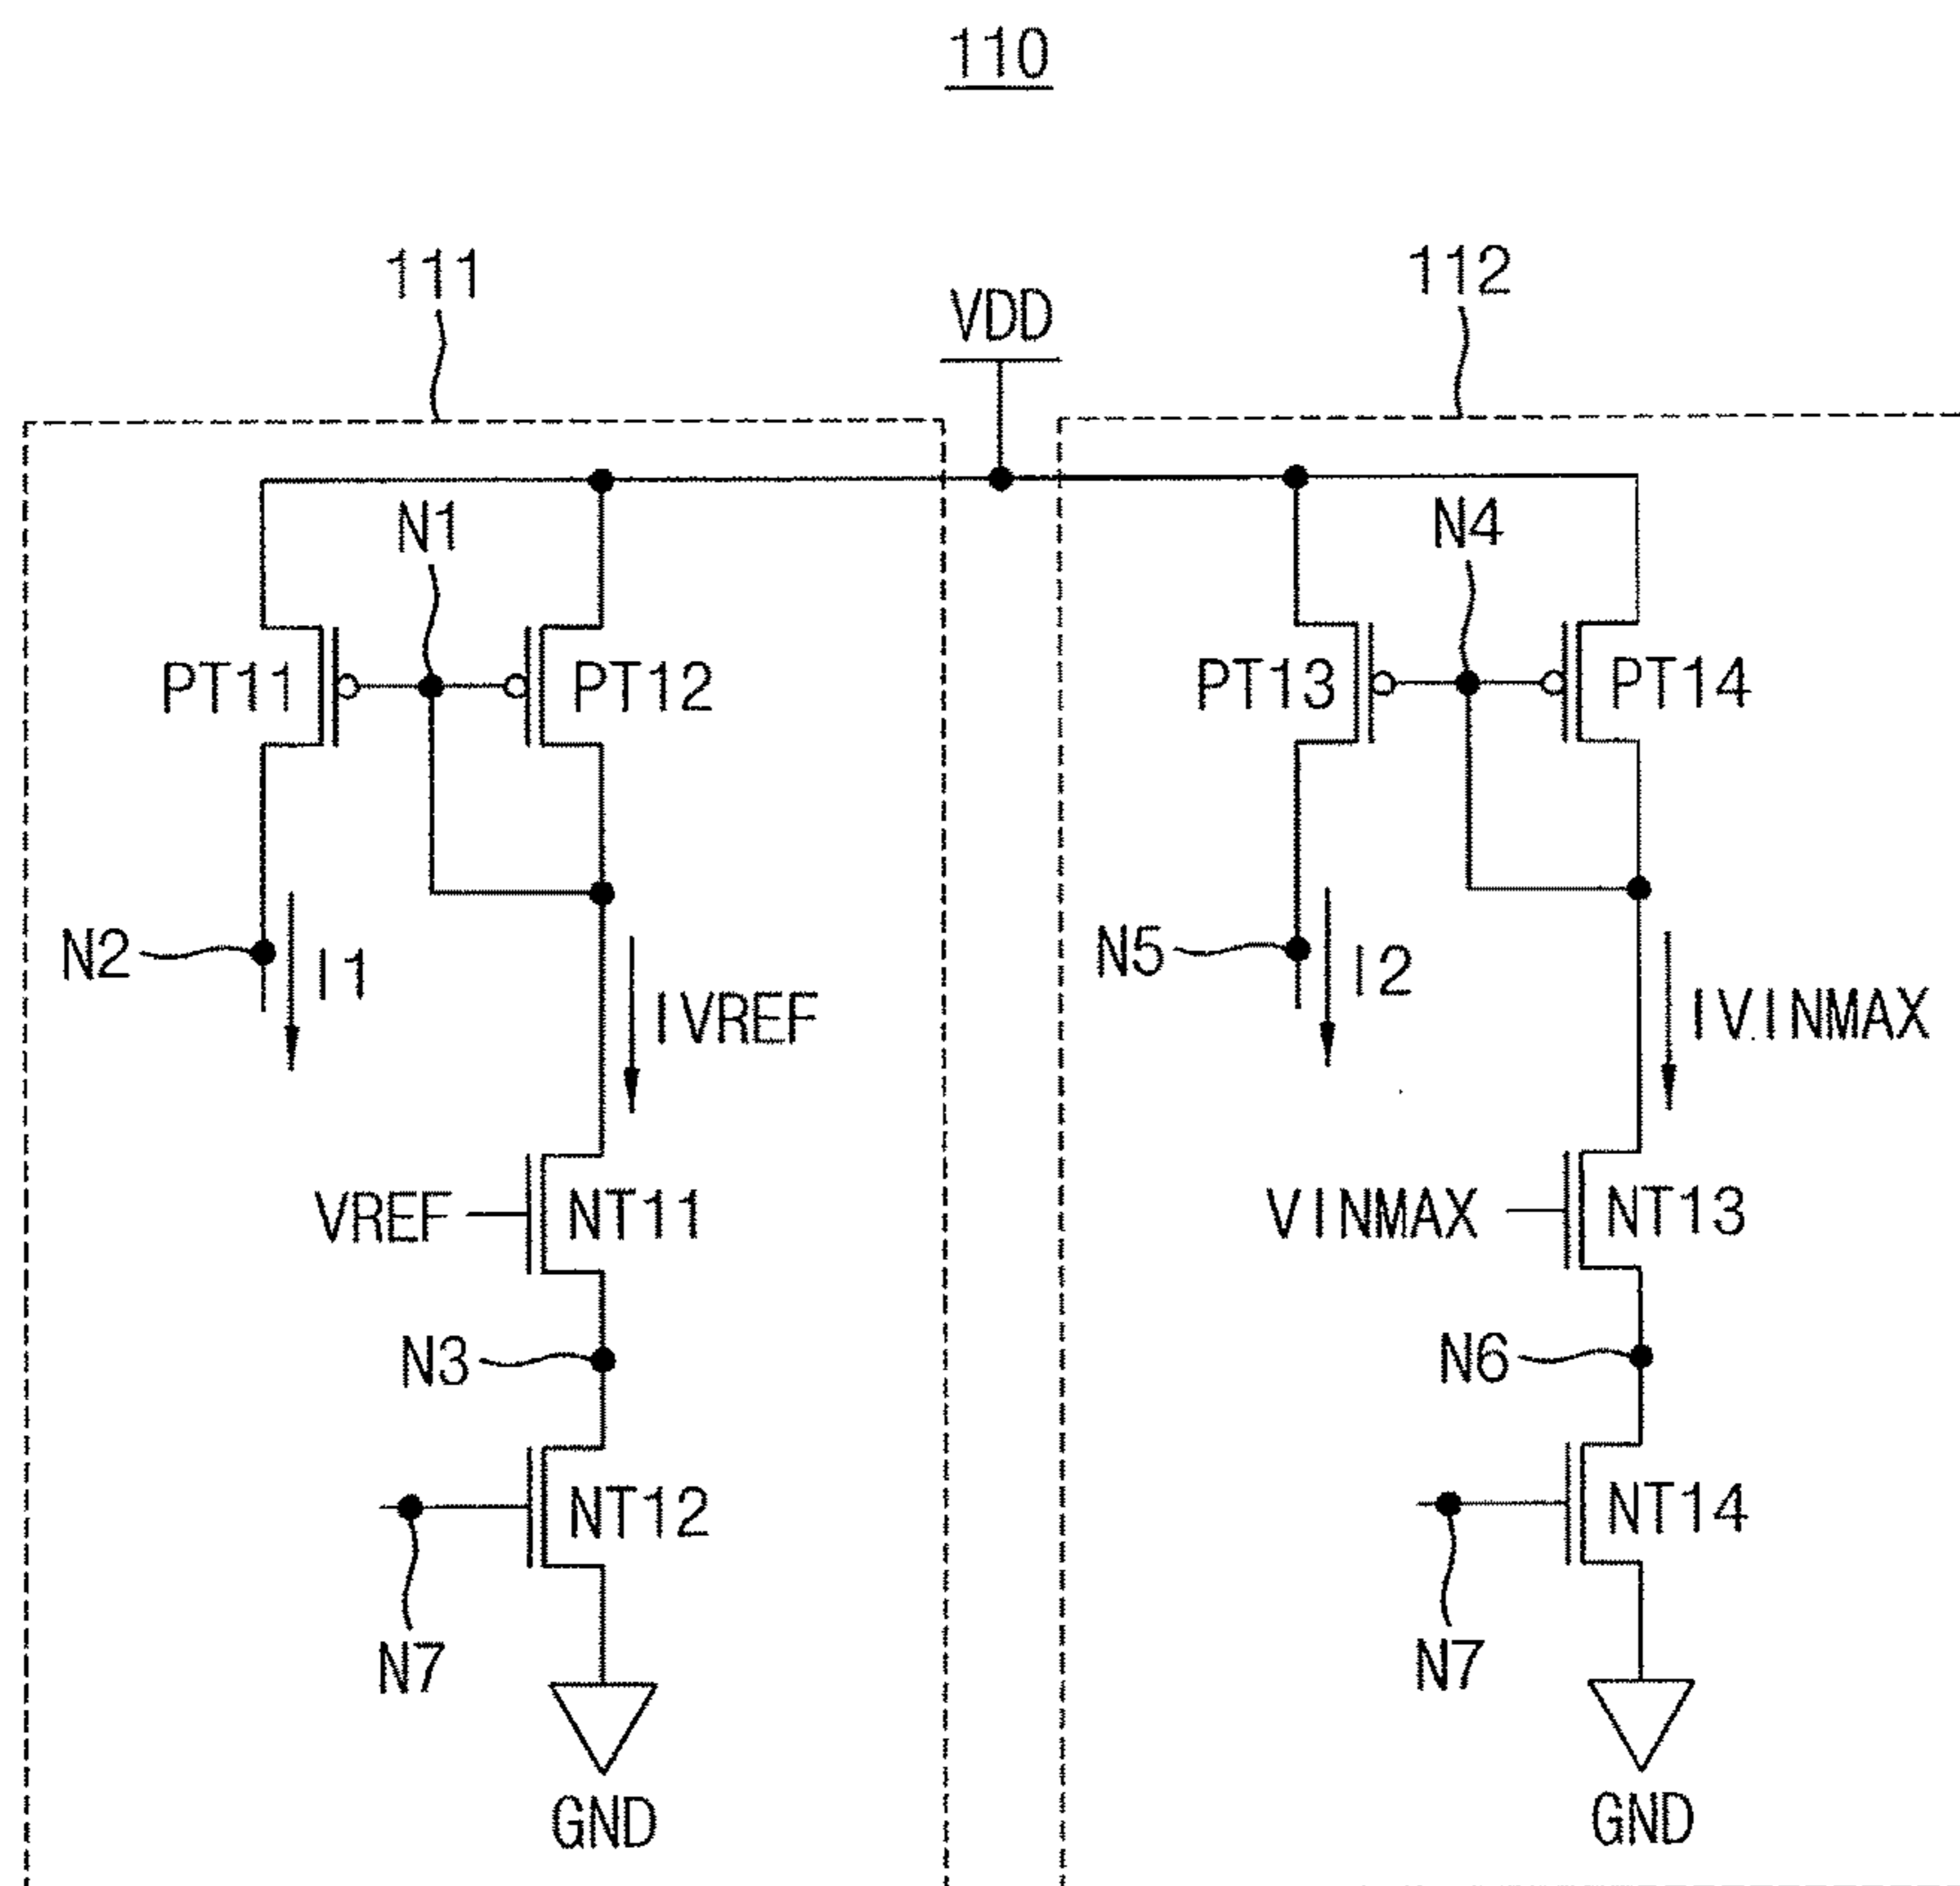 110
111
112
VDD
N1
N4
PT11
PT12
PT13
PT14
N2
I1
IVREF
N5
I2
IVINMAX
VREF
NT11
VINMAX
NT13
N3
N6
NT12
NT14
N7
N7
GND
GND